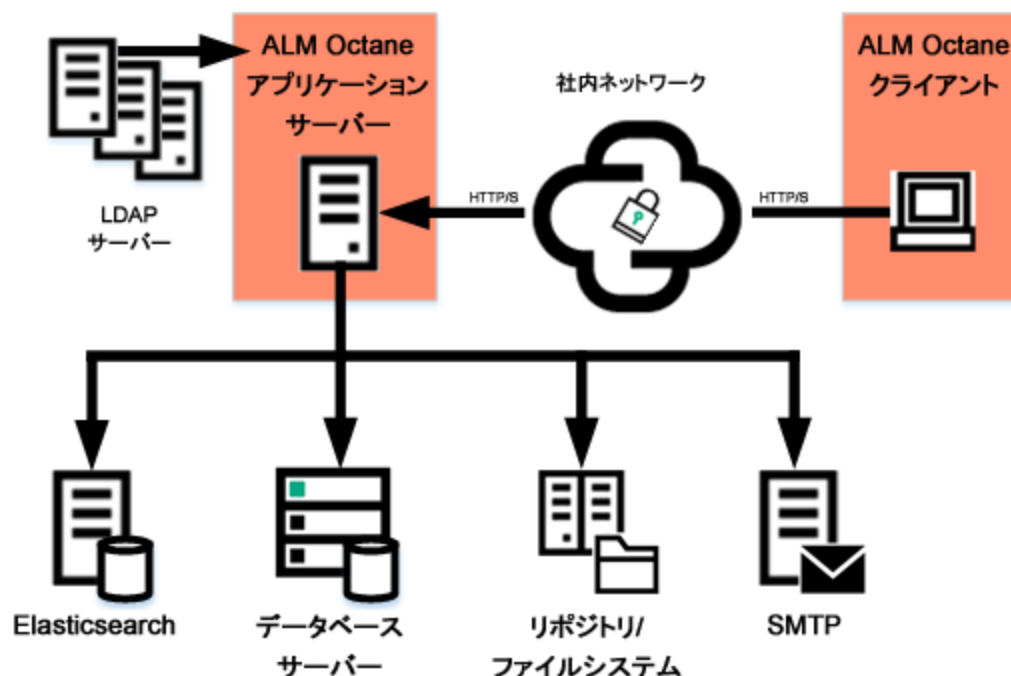 ALM Octane
アプリケーション
サーバー
LDAP
サーバー
社内ネットワーク
HTTP/S
HTTP/S
ALM Octane
クライアント
Elasticsearch
データベース
サーバー
リポジトリ/
ファイルシステム
SMTP